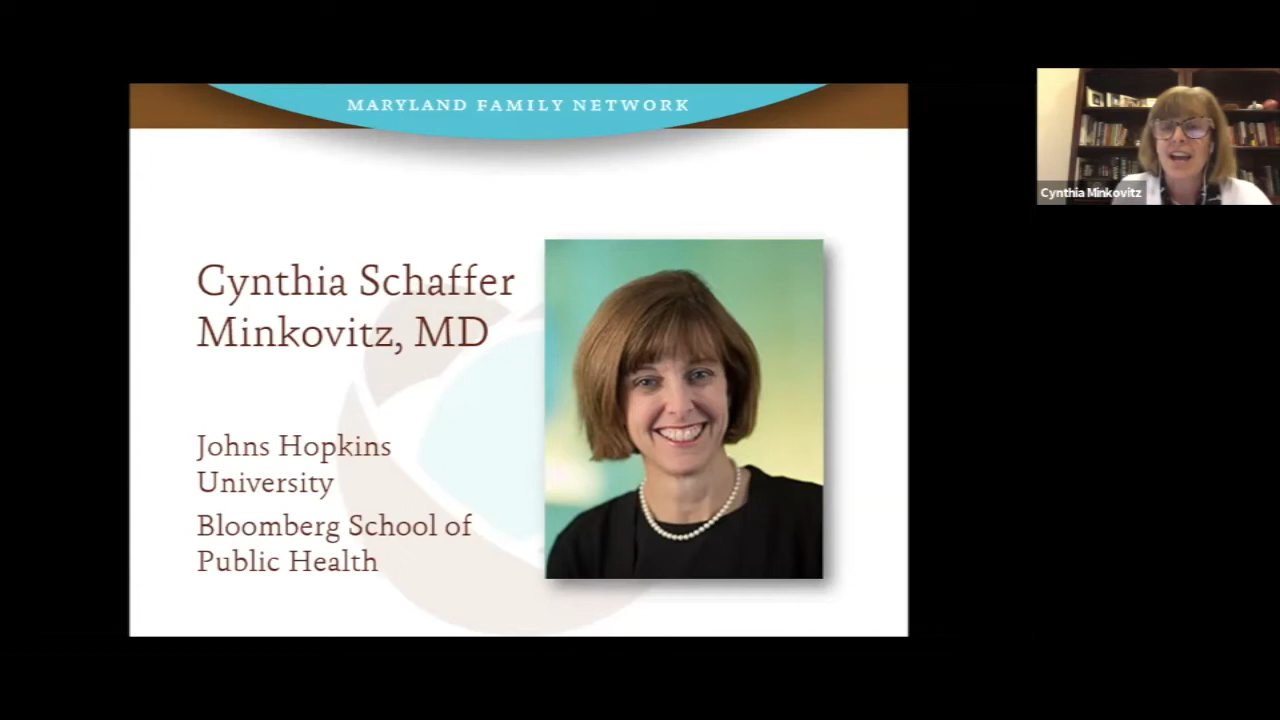 MARYLAND FAMILY NETWORK
Cynthia Schaffer
Minkovitz, MD
Johns Hopkins
University
Bloomberg School of
Public Health
Cynthia Minkovitz